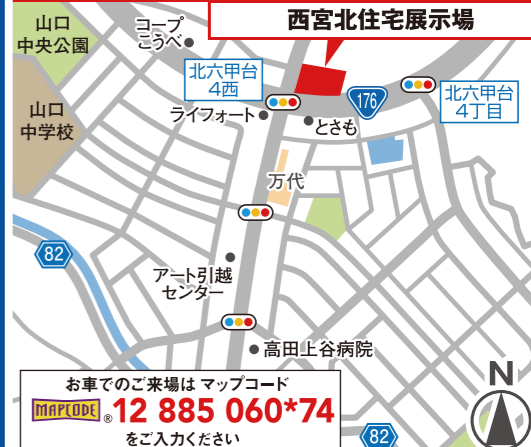 西宮北住宅展示場
山口
中央公園
コープ
こうべ
北六甲台
4西
176
北六甲台
4丁目
ライフォート
とさも
山口
中学校
万代
82
アート引越
センター
高田上谷病院
お車でのご来場は マップコード
MAPCODE ® 12 885 060*74
をご入力ください
82
N